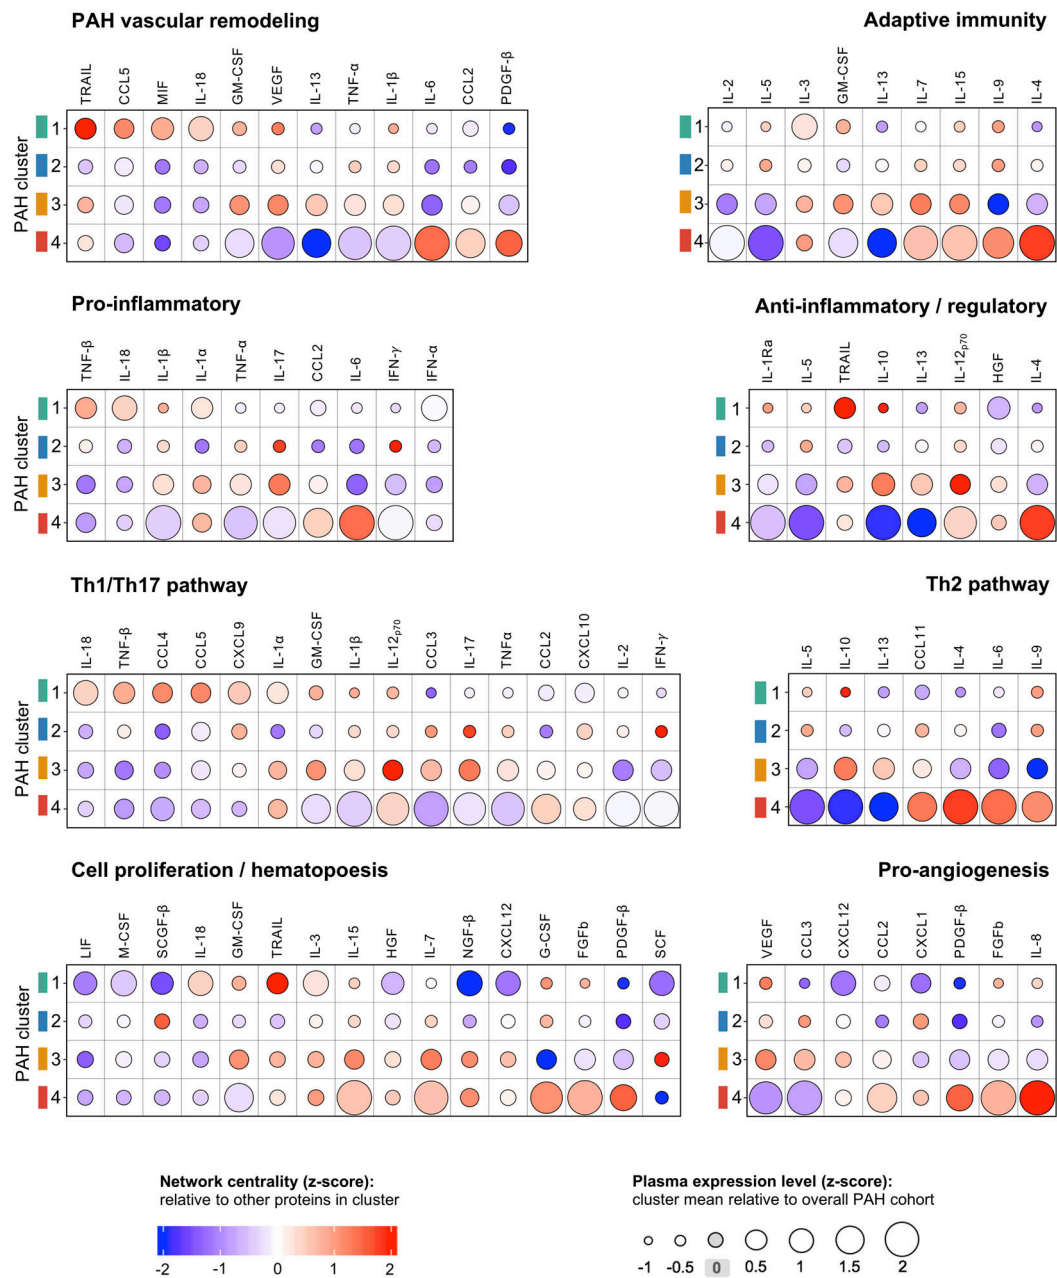 PAH vascular remodeling
TRAIL CCL5 MIF IL-18 GM-CSF VEGF IL-13 TNF-α IL-1β IL-6 CCL2 PDGF-β
PAH cluster
1
2
3
4
Adaptive immunity
IL-2 IL-5 IL-3 GM-CSF IL-13 IL-7 IL-15 IL-9 IL-4
1
2
3
4
Pro-inflammatory
TNF-β IL-18 IL-1β IL-1α TNF-α IL-17 CCL2 IL-6 IFN-γ IFN-α
PAH cluster
1
2
3
4
Anti-inflammatory / regulatory
IL-1Ra IL-5 TRAIL IL-10 IL-13 IL-12p70 HGF IL-4
1
2
3
4
Th1/Th17 pathway
IL-18 TNF-β CCL4 CCL5 CXCL9 IL-1α GM-CSF IL-1β IL-12p70 CCL3 IL-17 TNFα CCL2 CXCL10 IL-2 IFN-γ
PAH cluster
1
2
3
4
Th2 pathway
IL-5 IL-10 IL-13 CCL11 IL-4 IL-6 IL-9
1
2
3
4
Cell proliferation / hematopoesis
LIF M-CSF SCGF-β IL-18 GM-CSF TRAIL IL-3 IL-15 HGF IL-7 NGF-β CXCL12 G-CSF FGFb PDGF-β SCF
PAH cluster
1
2
3
4
Pro-angiogenesis
VEGF CCL3 CXCL12 CCL2 CXCL1 PDGF-β FGFb IL-8
1
2
3
4
Network centrality (z-score):
relative to other proteins in cluster
-2 -1 0 1 2
Plasma expression level (z-score):
cluster mean relative to overall PAH cohort
-1 -0.5 0 0.5 1 1.5 2